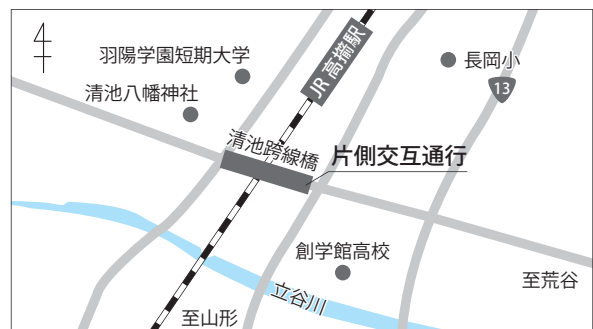 羽陽学園短期大学
清池八幡神社
JR高擶駅
長岡小
13
清池跨線橋
片側交互通行
創学館高校
立谷川
至荒谷
至山形